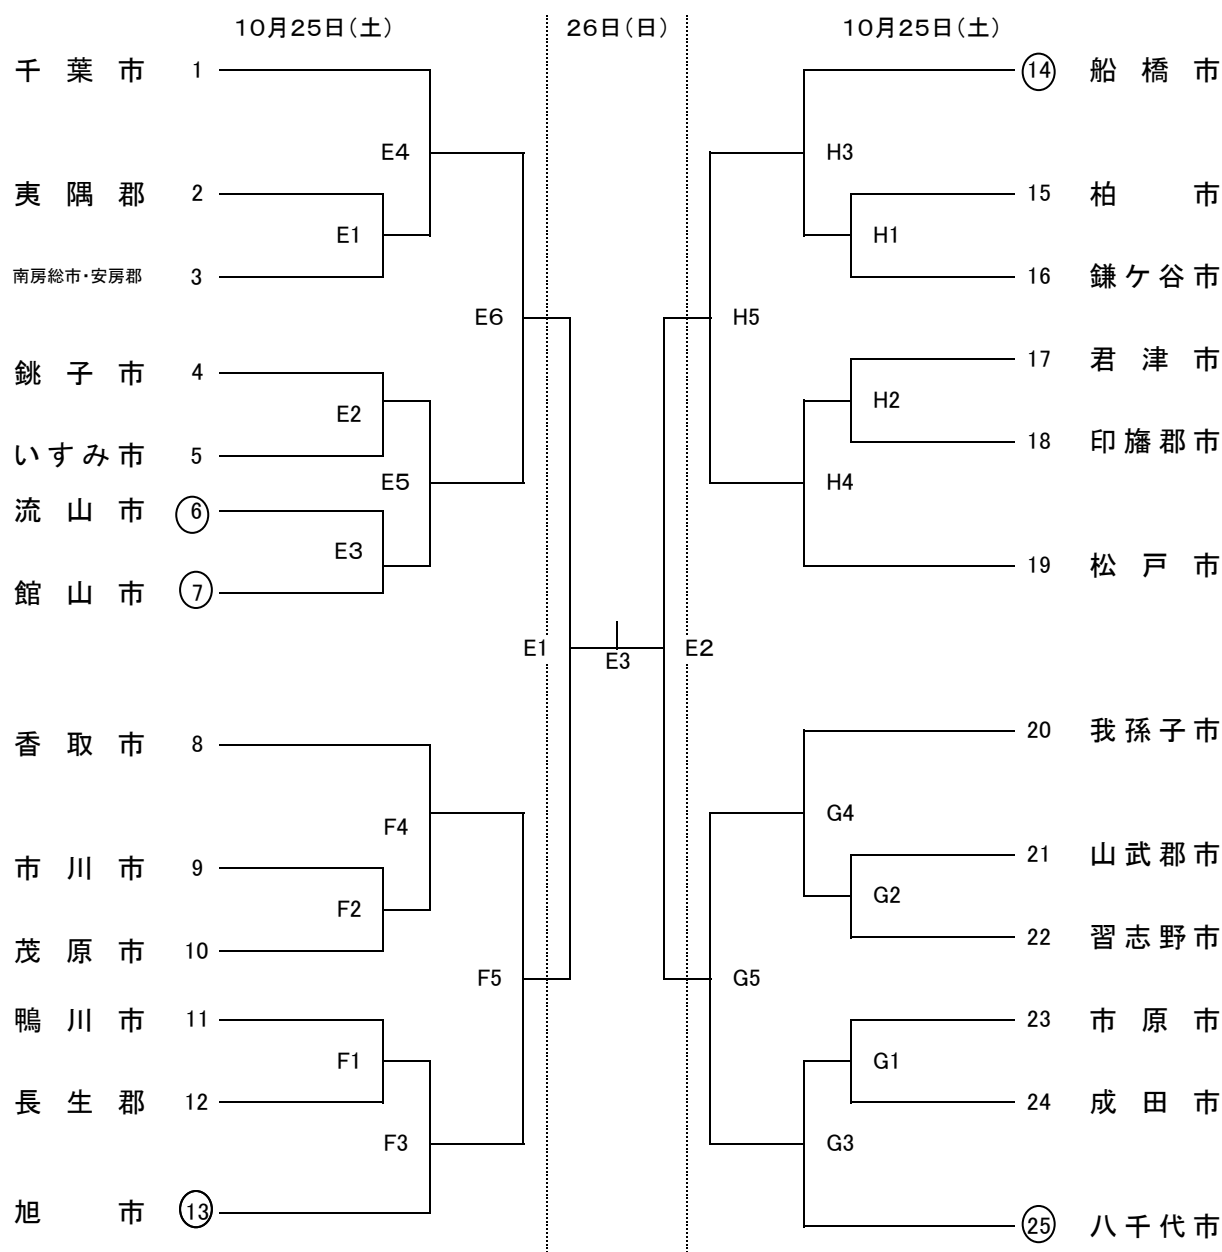 10月25日(土) 26日(日) 10月25日(土)
千葉市 1
E4
夷隅郡 2
E1
南房総市・安房郡 3
E6
銚子市 4
E2
いすみ市 5
E5
流山市 6
E3
館山市 7
E1 E3 E2
香取市 8
F4
市川市 9
F2
茂原市 10
F5
鴨川市 11
F1
長生郡 12
F3
旭市 13
14 船橋市
H3
15 柏市
H1
16 鎌ケ谷市
H5
17 君津市
H2
18 印旛郡市
H4
19 松戸市
20 我孫子市
G4
21 山武郡市
G2
22 習志野市
G5
23 市原市
G1
24 成田市
G3
25 八千代市